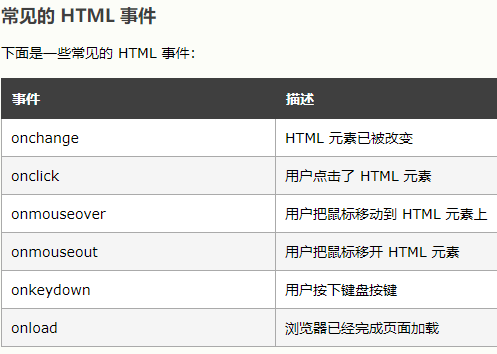 常见的 HTML 事件
下面是一些常见的 HTML 事件:
事件 描述
onchange HTML 元素已被改变
onclick 用户点击了 HTML 元素
onmouseover 用户把鼠标移动到 HTML 元素上
onmouseout 用户把鼠标移开 HTML 元素
onkeydown 用户按下键盘按键
onload 浏览器已经完成页面加载